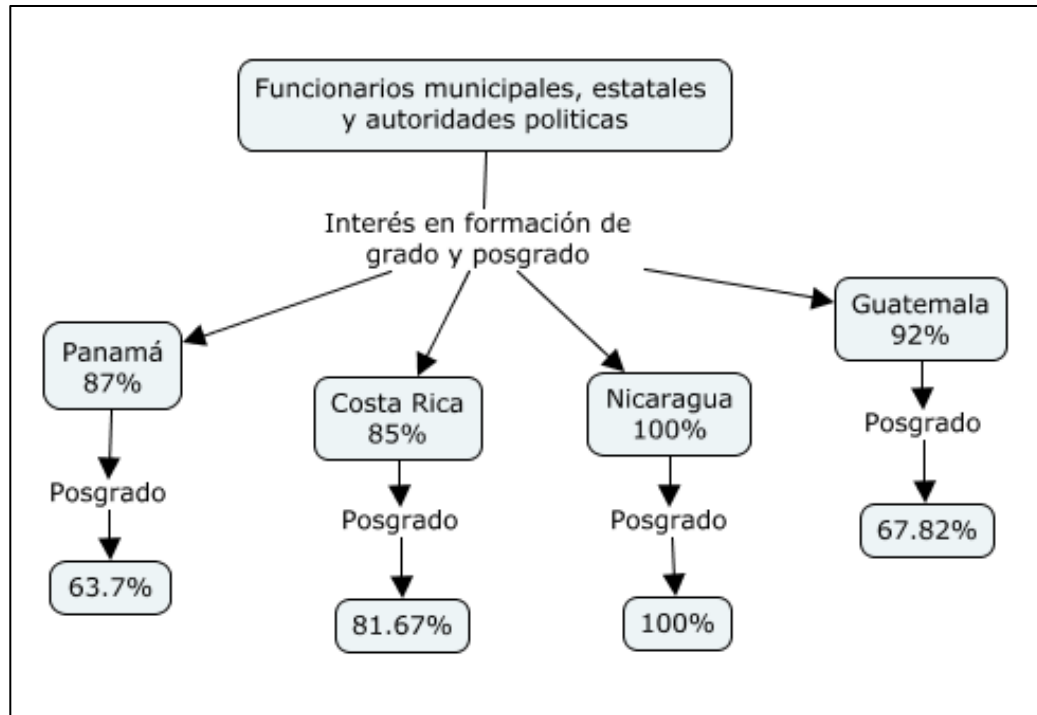 Funcionarios municipales, estatales
y autoridades politicas
Interés en formación de
grado y posgrado
Panamá
87%
Posgrado
63.7%
Costa Rica
85%
Posgrado
81.67%
Nicaragua
100%
Posgrado
100%
Guatemala
92%
Posgrado
67.82%